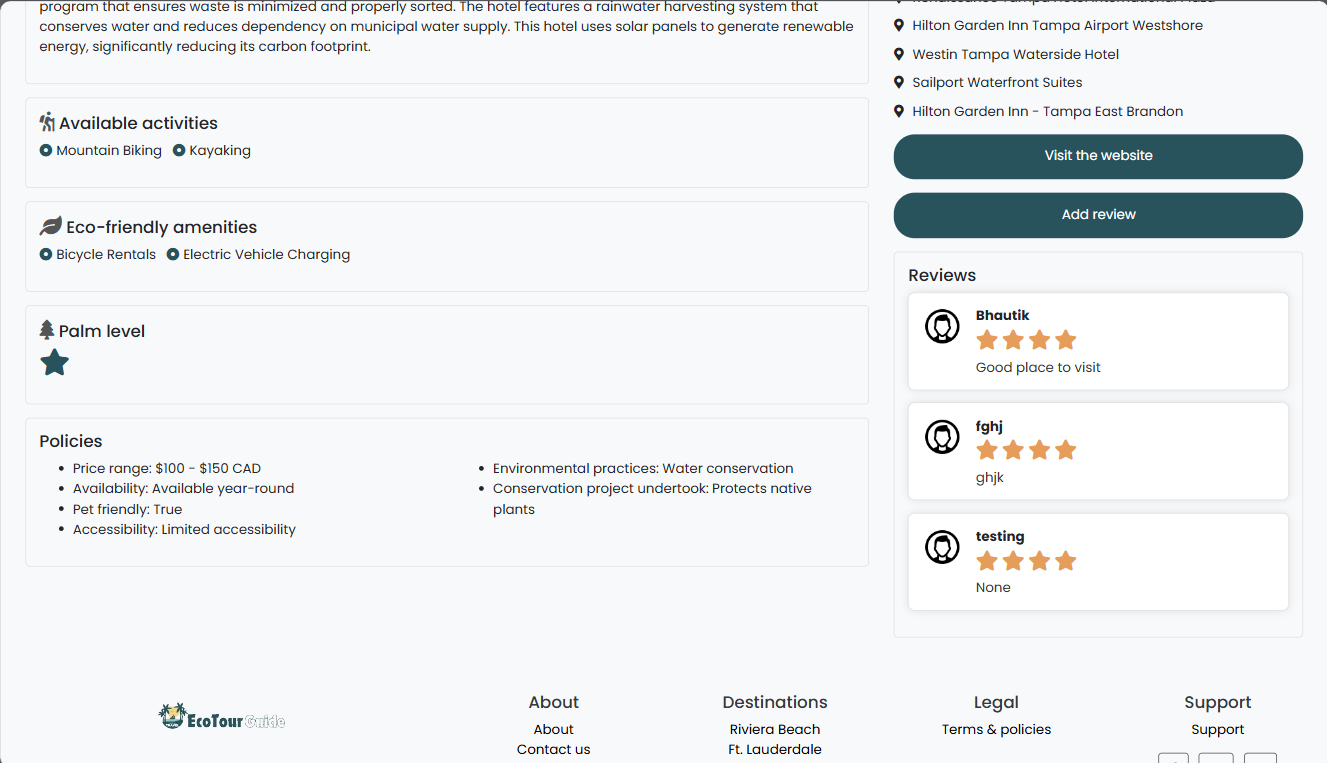 program that ensures waste is minimized and properly sorted. The hotel features a rainwater harvesting system that
conserves water and reduces dependency on municipal water supply. This hotel uses solar panels to generate renewable
energy, significantly reducing its carbon footprint.
Available activities
Mountain Biking Kayaking
Eco-friendly amenities
Bicycle Rentals Electric Vehicle Charging
Palm level
Policies
Price range: $100 - $150 CAD
Availability: Available year-round
Pet friendly: True
Accessibility: Limited accessibility
Environmental practices: Water conservation
Conservation project undertook: Protects native
plants
Hilton Garden Inn Tampa Airport Westshore
Westin Tampa Waterside Hotel
Sailport Waterfront Suites
Hilton Garden Inn - Tampa East Brandon
Visit the website
Add review
Reviews
Bhautik
Good place to visit
fghj
ghjk
testing
None
EcoTourGuide
About
About
Contact us
Destinations
Riviera Beach
Ft. Lauderdale
Legal
Terms & policies
Support
Support